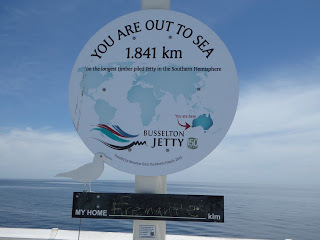 YOU ARE OUT TO SEA
1.841 km
on the longest timber piled Jetty in the Southern Hemisphere
You are here
BUSSELTON
JETTY
MY HOME
klm